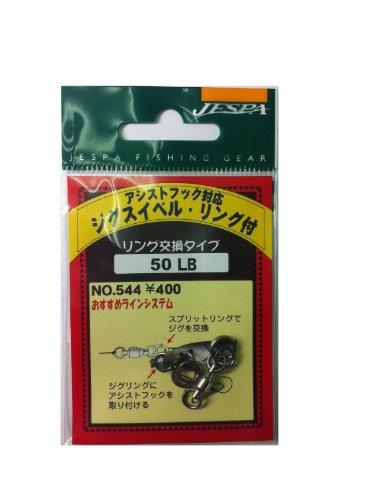 JESPA
JESPA FISHING GEAR
アシストフック対応
ジグスイベル・リング付
リング交換タイプ
50 LB
NO.544 ¥400
おすすめラインシステム
スプリットリングで
ジグを交換
ジグリングに
アシストフックを
取り付ける